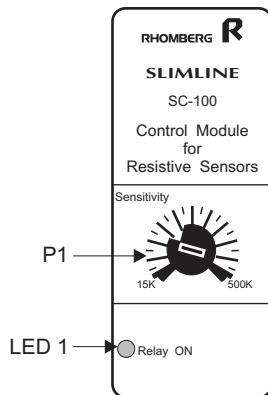 RHOMBERG R
SLIMLINE
SC-100
Control Module
for
Resistive Sensors
Sensitivity
P1
15K 500K
LED 1 Relay ON